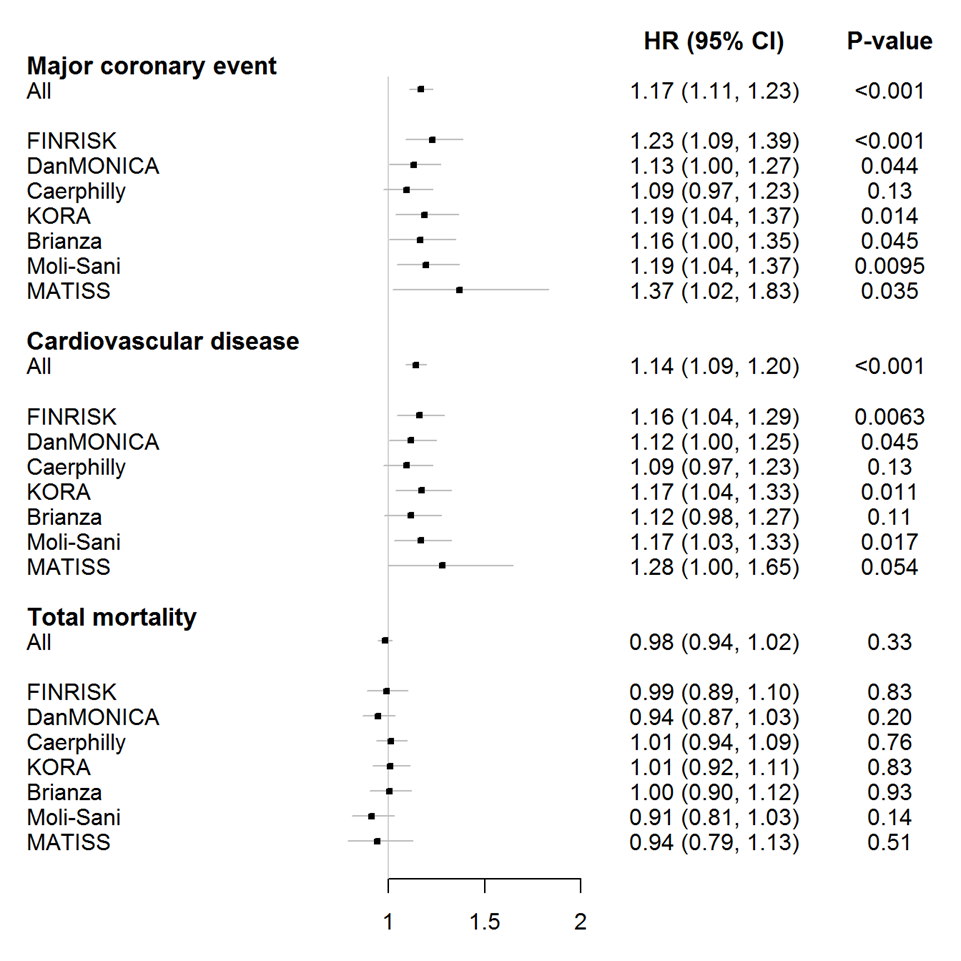 HR (95% CI) P-value
Major coronary event
All 1.17 (1.11, 1.23) <0.001
FINRISK 1.23 (1.09, 1.39) <0.001
DanMONICA 1.13 (1.00, 1.27) 0.044
Caerphilly 1.09 (0.97, 1.23) 0.13
KORA 1.19 (1.04, 1.37) 0.014
Brianza 1.16 (1.00, 1.35) 0.045
Moli-Sani 1.19 (1.04, 1.37) 0.0095
MATISS 1.37 (1.02, 1.83) 0.035
Cardiovascular disease
All 1.14 (1.09, 1.20) <0.001
FINRISK 1.16 (1.04, 1.29) 0.0063
DanMONICA 1.12 (1.00, 1.25) 0.045
Caerphilly 1.09 (0.97, 1.23) 0.13
KORA 1.17 (1.04, 1.33) 0.011
Brianza 1.12 (0.98, 1.27) 0.11
Moli-Sani 1.17 (1.03, 1.33) 0.017
MATISS 1.28 (1.00, 1.65) 0.054
Total mortality
All 0.98 (0.94, 1.02) 0.33
FINRISK 0.99 (0.89, 1.10) 0.83
DanMONICA 0.94 (0.87, 1.03) 0.20
Caerphilly 1.01 (0.94, 1.09) 0.76
KORA 1.01 (0.92, 1.11) 0.83
Brianza 1.00 (0.90, 1.12) 0.93
Moli-Sani 0.91 (0.81, 1.03) 0.14
MATISS 0.94 (0.79, 1.13) 0.51
1 1.5 2